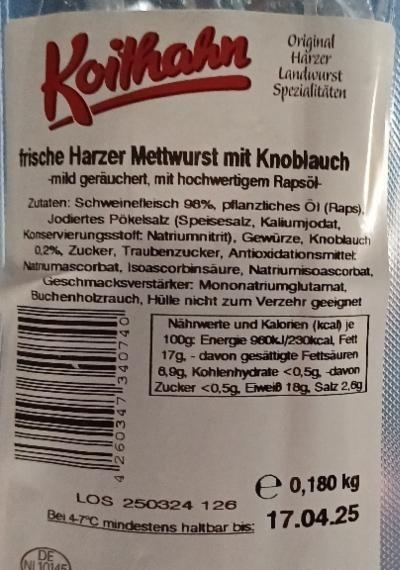 Koithahn
Original
Harzer
Landwurst
Spezialitäten
frische Harzer Mettwurst mit Knoblauch
-mild geräuchert, mit hochwertigem Rapsöl-
Zutaten: Schweinefleisch 98%, pflanzliches Öl (Raps),
Jodiertes Pökelsalz (Speisesalz, Kaliumjodat,
Konservierungsstoff: Natriumnitrit), Gewürze, Knoblauch
0,2%, Zucker, Traubenzucker, Antioxidationsmittel:
Natriumascorbat, Isoascorbinsäure, Natriumisoascorbat,
Geschmacksverstärker: Mononatriumglutamat,
Buchenholzrauch, Hülle nicht zum Verzehr geeignet
4 260347 340740
Nährwerte und Kalorien (kcal) je
100g: Energie 960kJ/230kcal, Fett
17g, - davon gesättigte Fettsäuren
6,9g, Kohlenhydrate <0,5g, -davon
Zucker <0,5g, Eiweiß 18g, Salz 2,6g
e 0,180 kg
LOS 250324 126
Bei 4-7°C mindestens haltbar bis: 17.04.25
DE
NI 10145